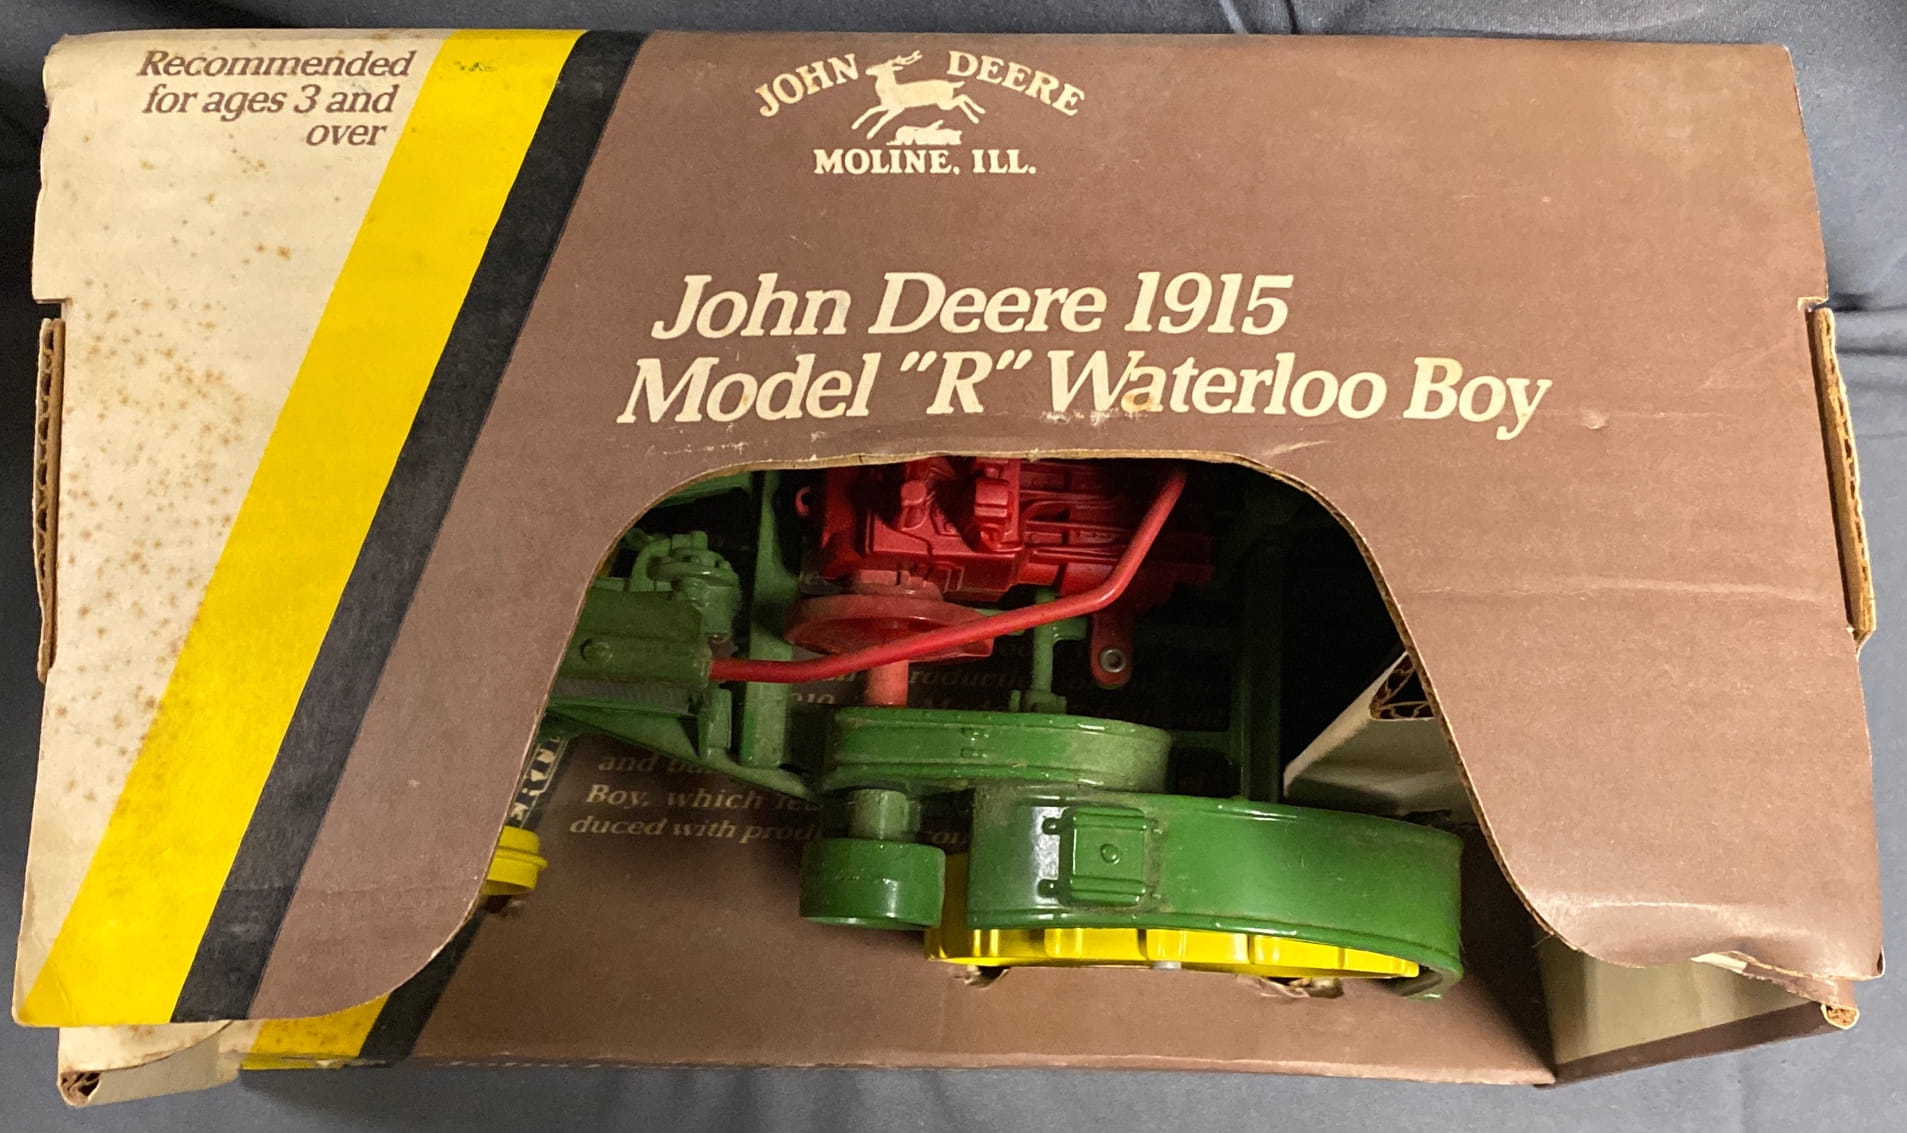 Recommended
for ages 3 and
over
JOHN DEERE
MOLINE, ILL.
John Deere 1915
Model "R" Waterloo Boy
and
Boy, which
duced with